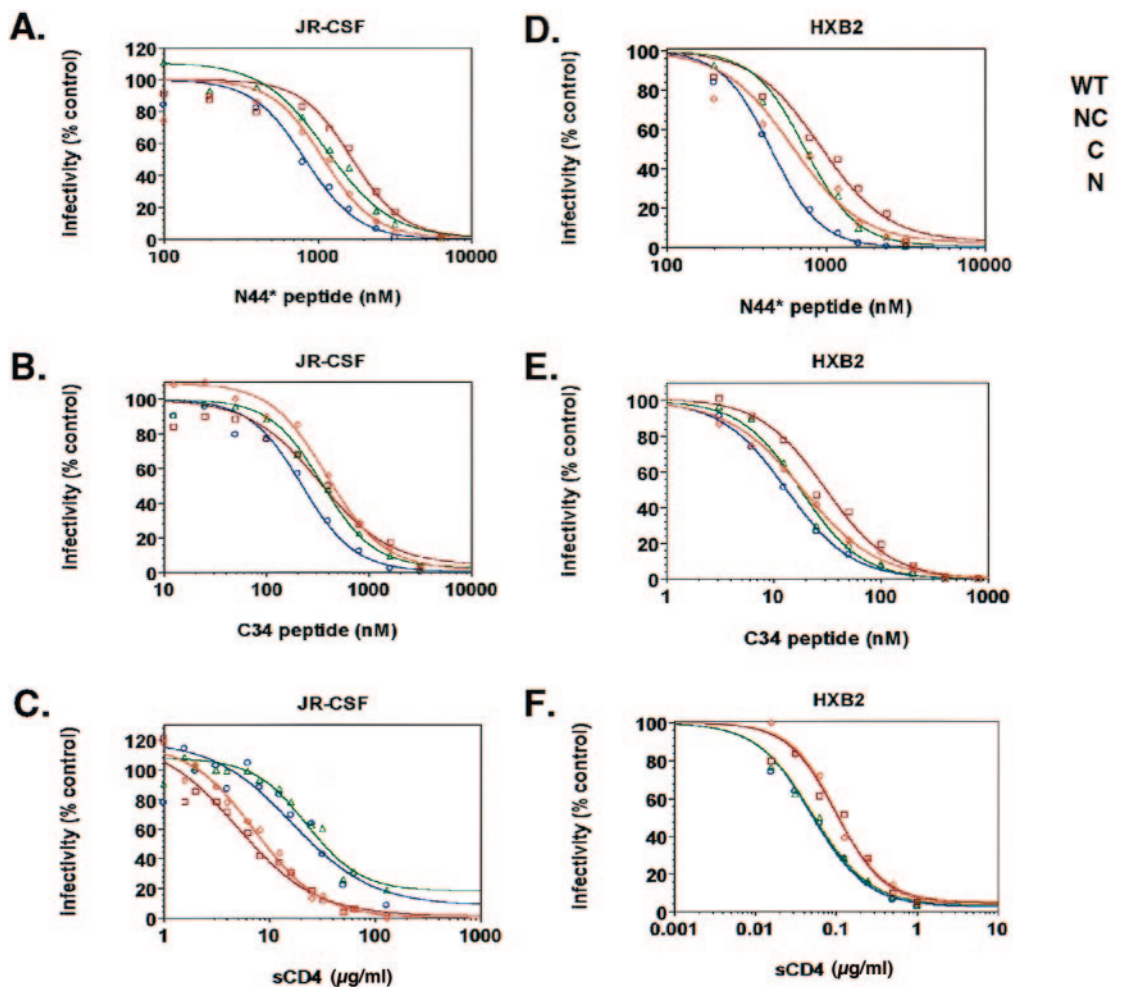 A.
JR-CSF
Infectivity (% control)
120
100
80
60
40
20
0
100 1000 10000
N44* peptide (nM)
D.
HXB2
Infectivity (% control)
100
80
60
40
20
0
100 1000 10000
N44* peptide (nM)
WT
NC
C
N
B.
JR-CSF
Infectivity (% control)
100
80
60
40
20
0
10 100 1000 10000
C34 peptide (nM)
E.
HXB2
Infectivity (% control)
100
80
60
40
20
0
1 10 100 1000
C34 peptide (nM)
C.
JR-CSF
Infectivity (% control)
120
100
80
60
40
20
0
1 10 100 1000
sCD4 (µg/ml)
F.
HXB2
Infectivity (% control)
100
80
60
40
20
0
0.001 0.01 0.1 1 10
sCD4 (µg/ml)